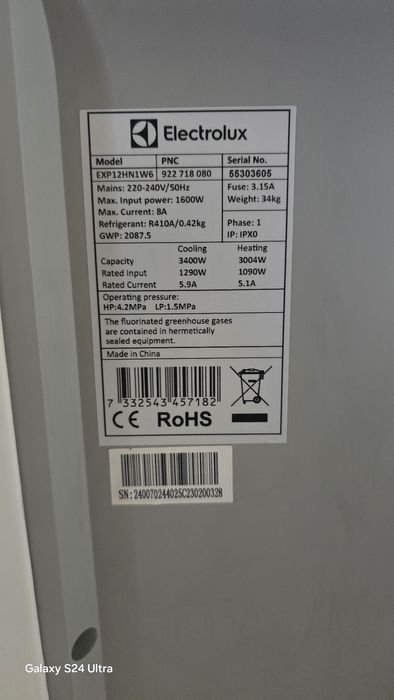 Electrolux
Model PNC Serial No.
EXP12HN1W6 922 718 080 55303605
Mains: 220-240V/50Hz Fuse: 3.15A
Max. Input power: 1600W Weight: 34kg
Max. Current: 8A
Refrigerant: R410A/0.42kg Phase: 1
GWP: 2087.5 IP: IPX0
Cooling Heating
Capacity 3400W 3004W
Rated Input 1290W 1090W
Rated Current 5.9A 5.1A
Operating pressure:
HP:4.2MPa LP:1.5MPa
The fluorinated greenhouse gases
are contained in hermetically
sealed equipment.
Made in China
7 332543 457182
CE RoHS
SN:240070244025C230200328
Galaxy S24 Ultra